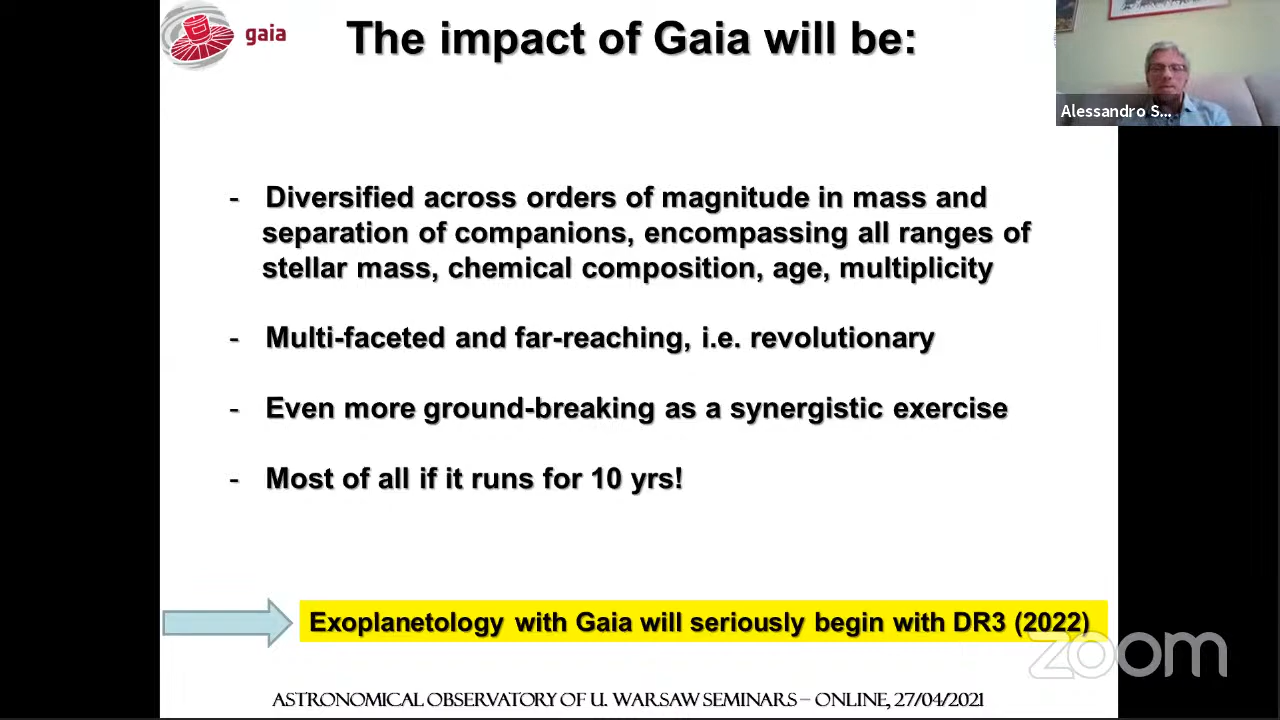 gaia
The impact of Gaia will be:
Alessandro S...
- Diversified across orders of magnitude in mass and
separation of companions, encompassing all ranges of
stellar mass, chemical composition, age, multiplicity
- Multi-faceted and far-reaching, i.e. revolutionary
- Even more ground-breaking as a synergistic exercise
- Most of all if it runs for 10 yrs!
Exoplanetology with Gaia will seriously begin with DR3 (2022)
zoom
ASTRONOMICAL OBSERVATORY OF U. WARSAW SEMINARS – ONLINE, 27/04/2021